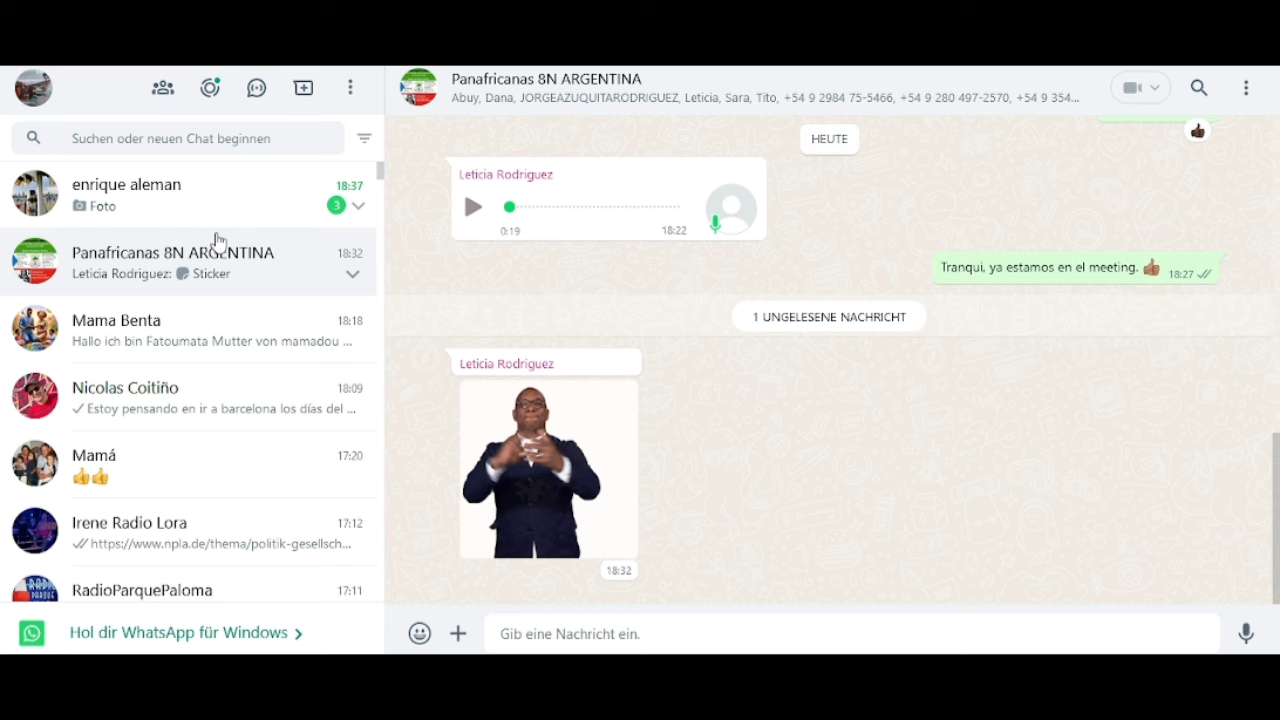 Suchen oder neuen Chat beginnen
enrique aleman
18:37
Foto
3
Panafricanas 8N ARGENTINA
18:32
Leticia Rodriguez: Sticker
Mama Benta
18:18
Hallo ich bin Fatoumata Mutter von mamadou ...
Nicolas Coitiño
18:09
Estoy pensando en ir a barcelona los días del ...
Mamá
17:20
👍👍
Irene Radio Lora
17:12
https://www.npla.de/thema/politik-gesellsch...
RadioParquePaloma
17:11
Hol dir WhatsApp für Windows
Panafricanas 8N ARGENTINA
Abuy, Dana, JORGEAZUQUITARODRIGUEZ, Leticia, Sara, Tito, +54 9 2984 75-5466, +54 9 280 497-2570, +54 9 354...
HEUTE
Leticia Rodriguez
0:19
18:22
Tranqui, ya estamos en el meeting. 👍🏾
18:27
1 UNGELESENE NACHRICHT
Leticia Rodriguez
18:32
Gib eine Nachricht ein.